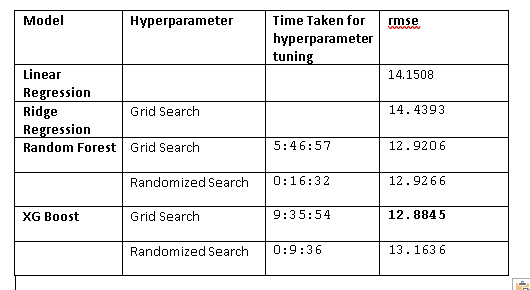 Model Hyperparameter Time Taken for rmse
hyperparameter
tuning
Linear 14.1508
Regression
Ridge Grid Search 14.4393
Regression
Random Forest Grid Search 5:46:57 12.9206
Randomized Search 0:16:32 12.9266
XG Boost Grid Search 9:35:54 12.8845
Randomized Search 0:9:36 13.1636